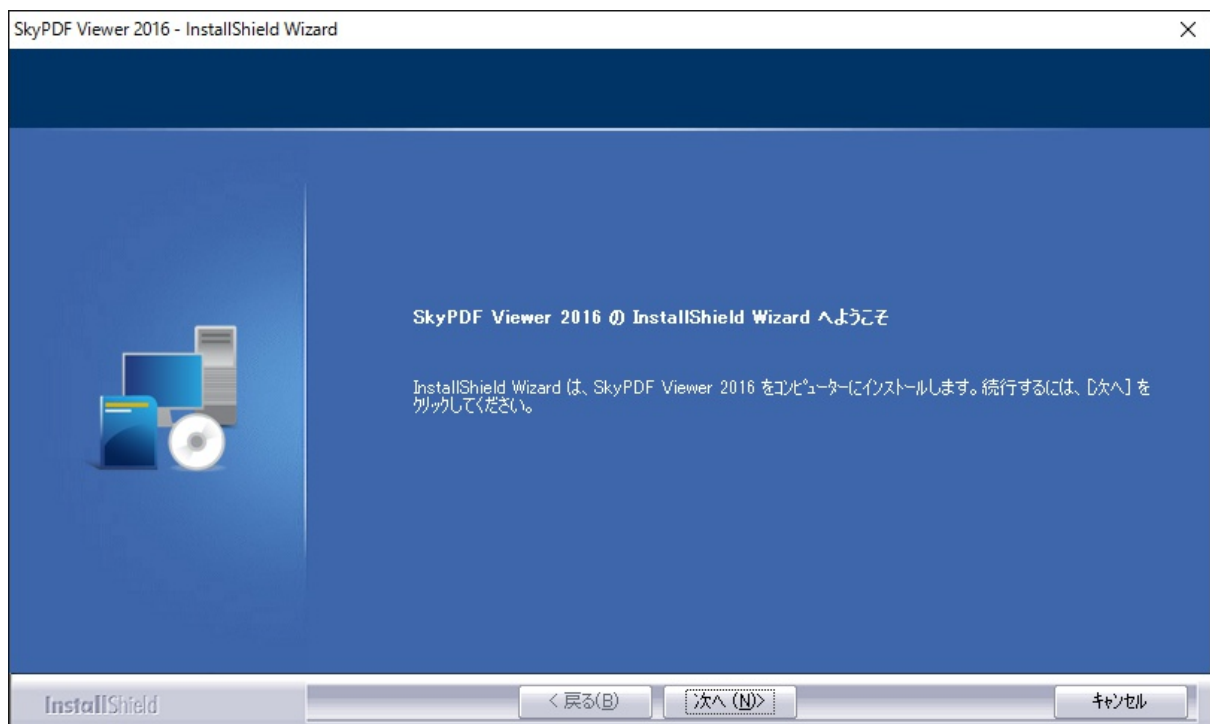 SkyPDF Viewer 2016 - InstallShield Wizard
SkyPDF Viewer 2016 の InstallShield Wizard へようこそ
InstallShield Wizard は、SkyPDF Viewer 2016 をコンピューターにインストールします。続行するには、[次へ] を
クリックしてください。
InstallShield
< 戻る(B)
次へ (N)>
キャンセル